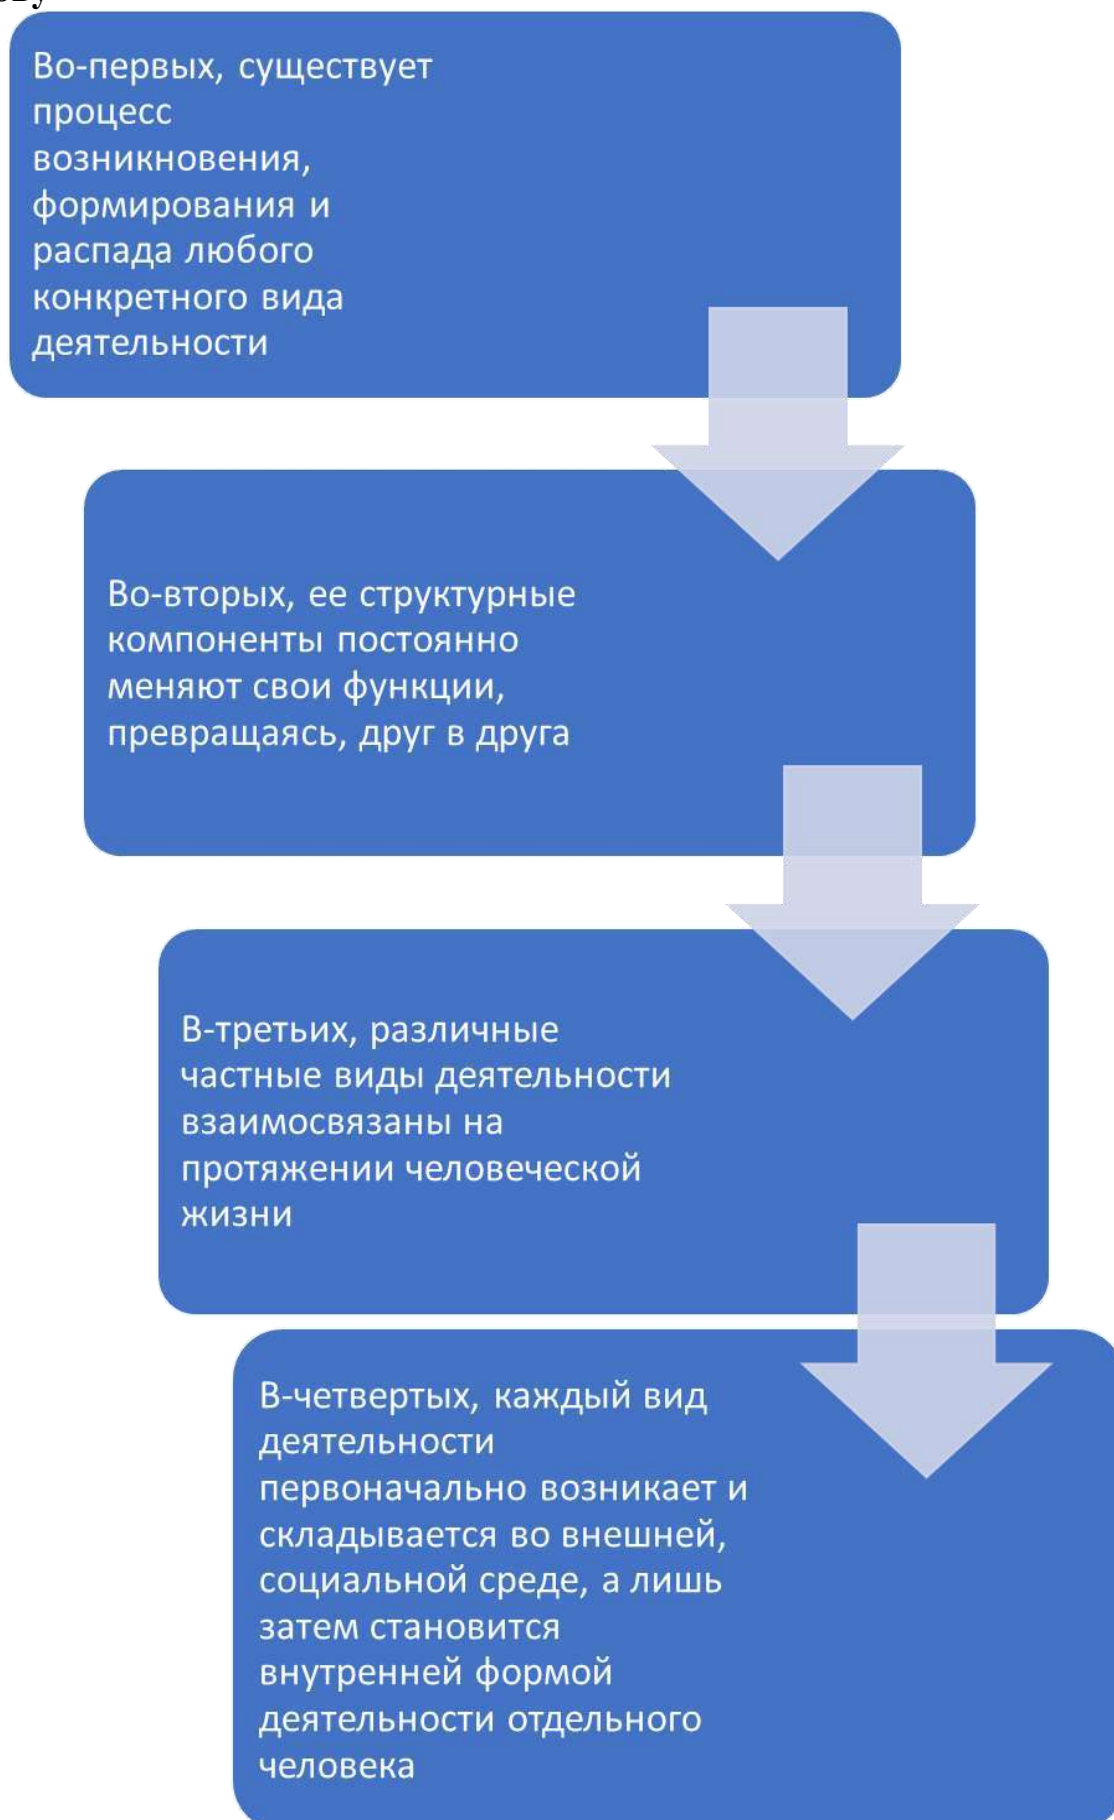 Во-первых, существует
процесс
возникновения,
формирования и
распада любого
конкретного вида
деятельности
Во-вторых, ее структурные
компоненты постоянно
меняют свои функции,
превращаясь, друг в друга
В-третьих, различные
частные виды деятельности
взаимосвязаны на
протяжении человеческой
жизни
В-четвертых, каждый вид
деятельности
первоначально возникает и
складывается во внешней,
социальной среде, а лишь
затем становится
внутренней формой
деятельности отдельного
человека